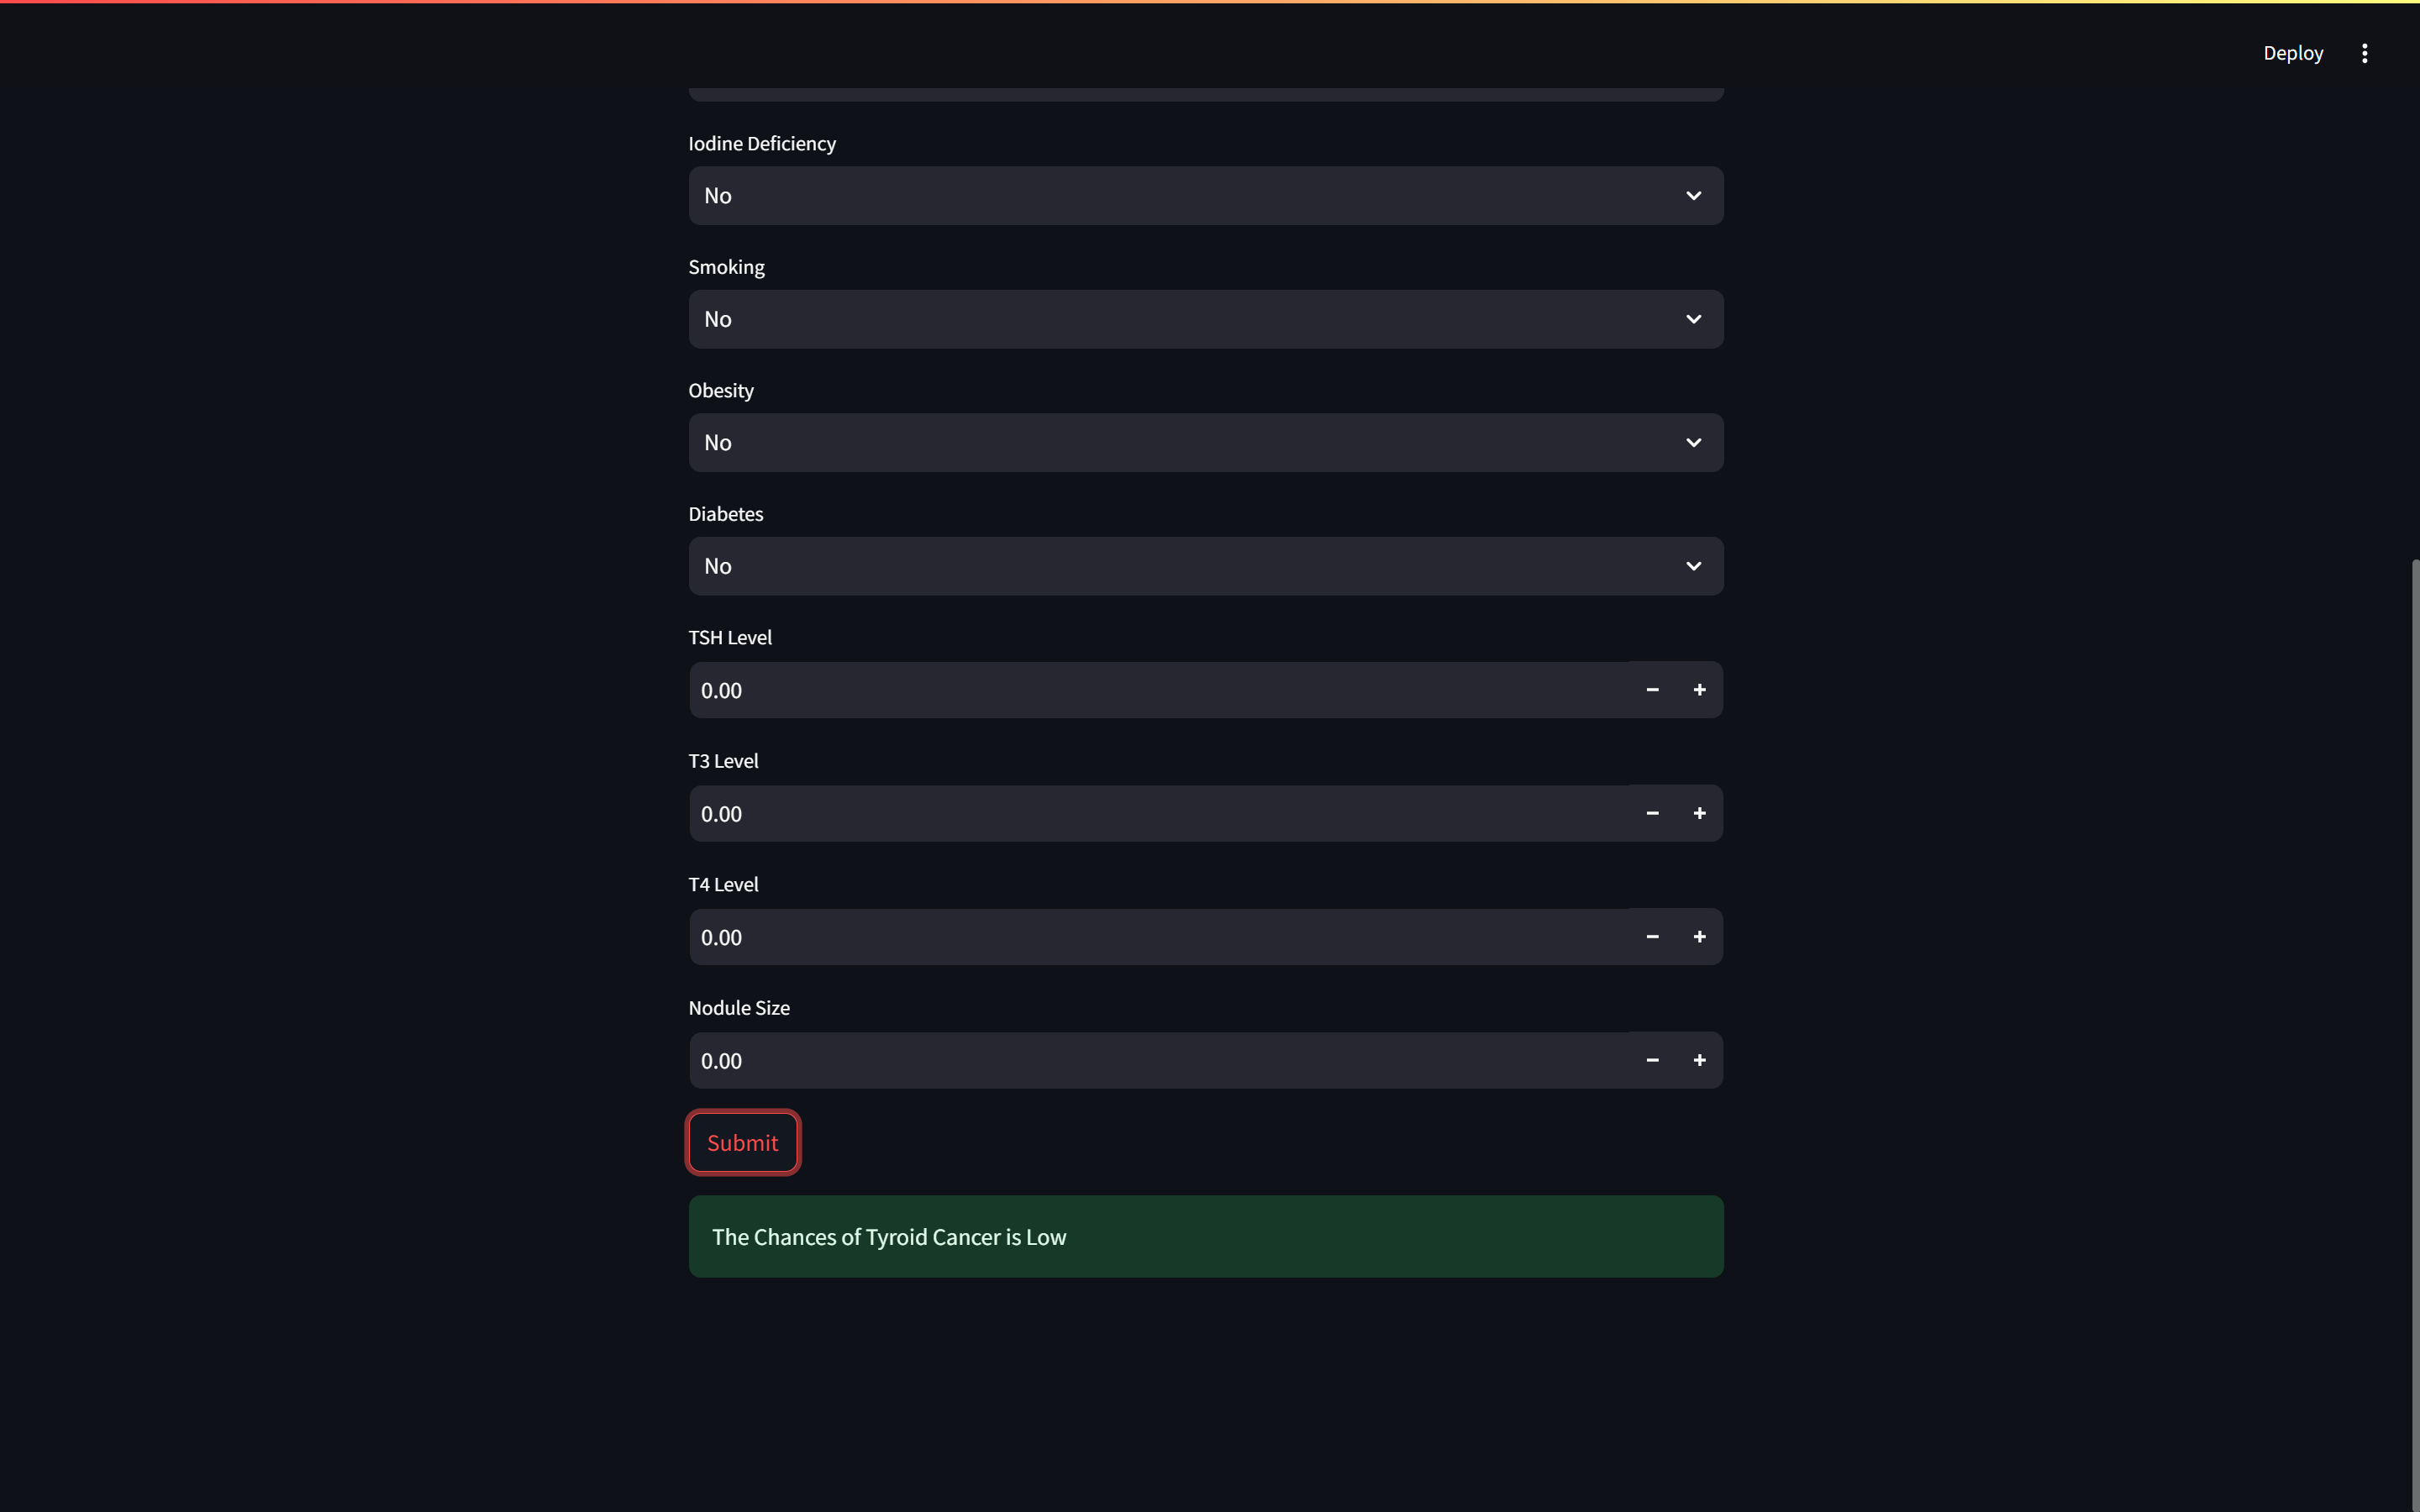 Deploy
Iodine Deficiency
No
Smoking
No
Obesity
No
Diabetes
No
TSH Level
0.00
T3 Level
0.00
T4 Level
0.00
Nodule Size
0.00
Submit
The Chances of Tyroid Cancer is Low